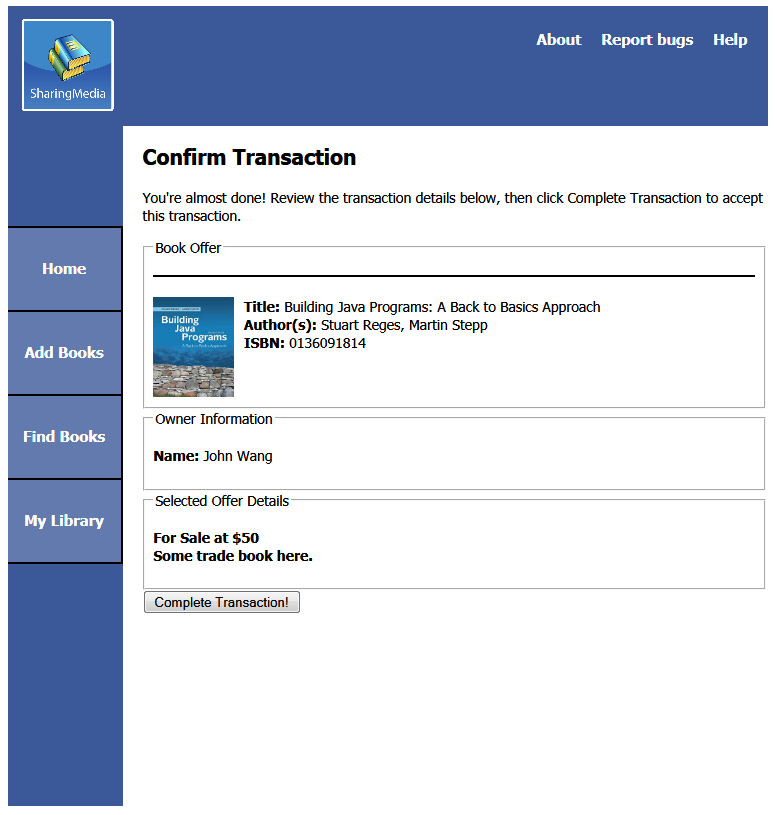 SharingMedia
About Report bugs Help
Home
Add Books
Find Books
My Library
Confirm Transaction
You're almost done! Review the transaction details below, then click Complete Transaction to accept
this transaction.
Book Offer
Building
Java
Programs
A Back to Basics Approach
Title: Building Java Programs: A Back to Basics Approach
Author(s): Stuart Reges, Martin Stepp
ISBN: 0136091814
Owner Information
Name: John Wang
Selected Offer Details
For Sale at $50
Some trade book here.
Complete Transaction!